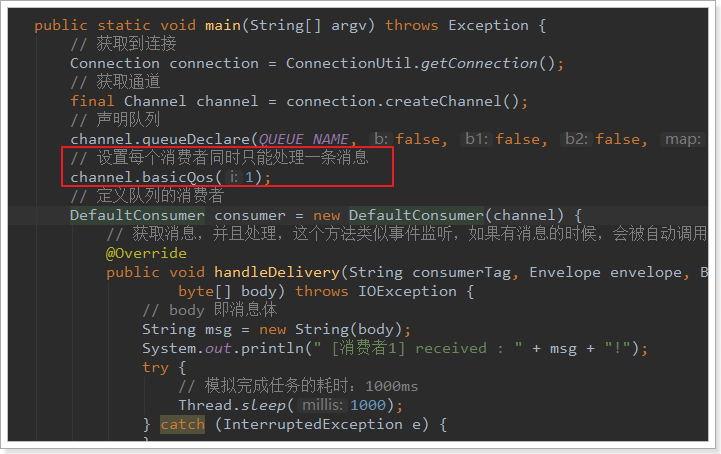 public static void main(String[] argv) throws Exception {
// 获取到连接
Connection connection = ConnectionUtil.getConnection();
// 获取通道
final Channel channel = connection.createChannel();
// 声明队列
channel.queueDeclare(QUEUE_NAME, b: false, b1: false, b2: false, map:
// 设置每个消费者同时只能处理一条消息
channel.basicQos( i: 1);
// 定义队列的消费者
DefaultConsumer consumer = new DefaultConsumer(channel) {
// 获取消息，并且处理，这个方法类似事件监听，如果有消息的时候，会被自动调用
@Override
public void handleDelivery(String consumerTag, Envelope envelope, B
byte[] body) throws IOException {
// body 即消息体
String msg = new String(body);
System.out.println(" [消费者1] received : " + msg + "!");
try {
// 模拟完成任务的耗时：1000ms
Thread.sleep( millis: 1000);
} catch (InterruptedException e) {
}